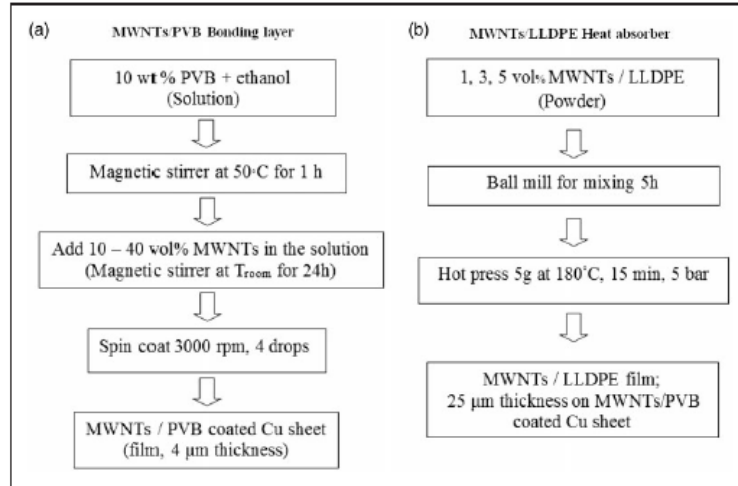 (a)
MWNTs/PVB Bonding layer
10 wt % PVB + ethanol
(Solution)
Magnetic stirrer at 50°C for 1 h
Add 10 – 40 vol% MWNTs in the solution
(Magnetic stirrer at Troom for 24h)
Spin coat 3000 rpm, 4 drops
MWNTs / PVB coated Cu sheet
(film, 4 μm thickness)
(b)
MWNTs/LLDPE Heat absorber
1, 3, 5 vol% MWNTs / LLDPE
(Powder)
Ball mill for mixing 5h
Hot press 5g at 180°C, 15 min, 5 bar
MWNTs / LLDPE film;
25 μm thickness on MWNTs/PVB
coated Cu sheet